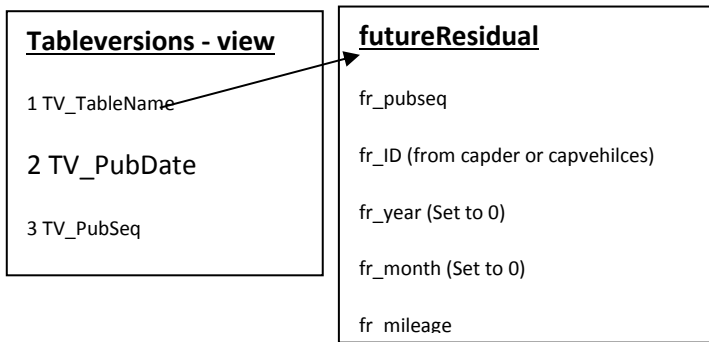 Tableversions - view
1 TV_TableName
2 TV_PubDate
3 TV_PubSeq
futureResidual
fr_pubseq
fr_ID (from capder or capvehilces)
fr_year (Set to 0)
fr_month (Set to 0)
fr_mileage